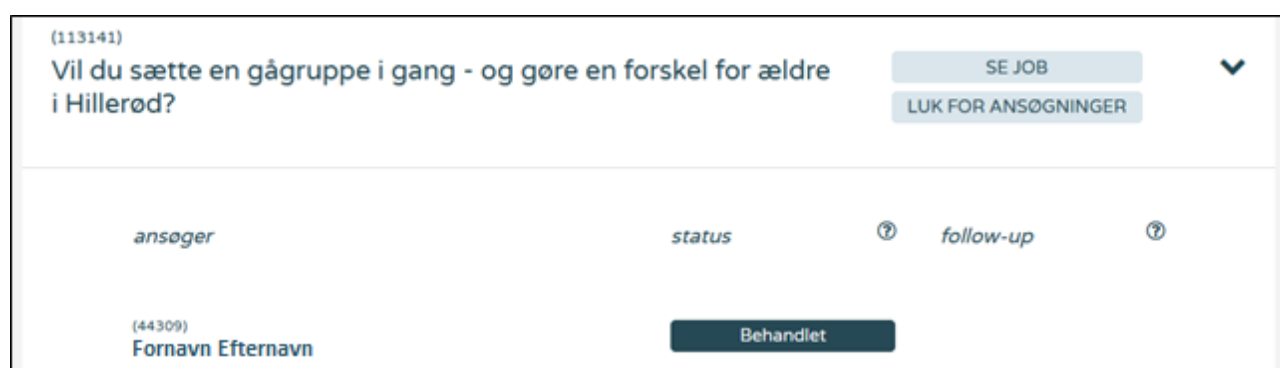 (113141)
Vil du sætte en gågruppe i gang - og gøre en forskel for ældre
i Hillerød?
SE JOB
LUK FOR ANSØGNINGER
ansøger status ? follow-up ?
(44309)
Fornavn Efternavn
Behandlet